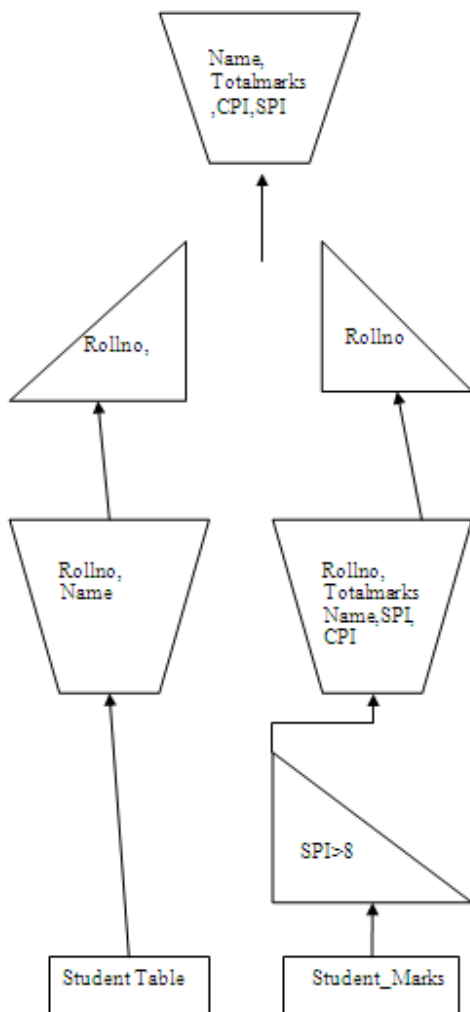 Name,
Totalmarks
,CPI,SPI
Rollno,
Rollno
Rollno,
Name
Rollno,
Totalmarks
Name,SPI,
CPI
SPI>8
Student Table
Student_Marks